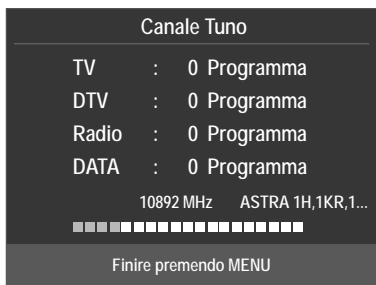 Canale Tuno
TV : 0 Programma
DTV : 0 Programma
Radio : 0 Programma
DATA : 0 Programma
10892 MHz ASTRA 1H,1KR,1...
Finire premendo MENU